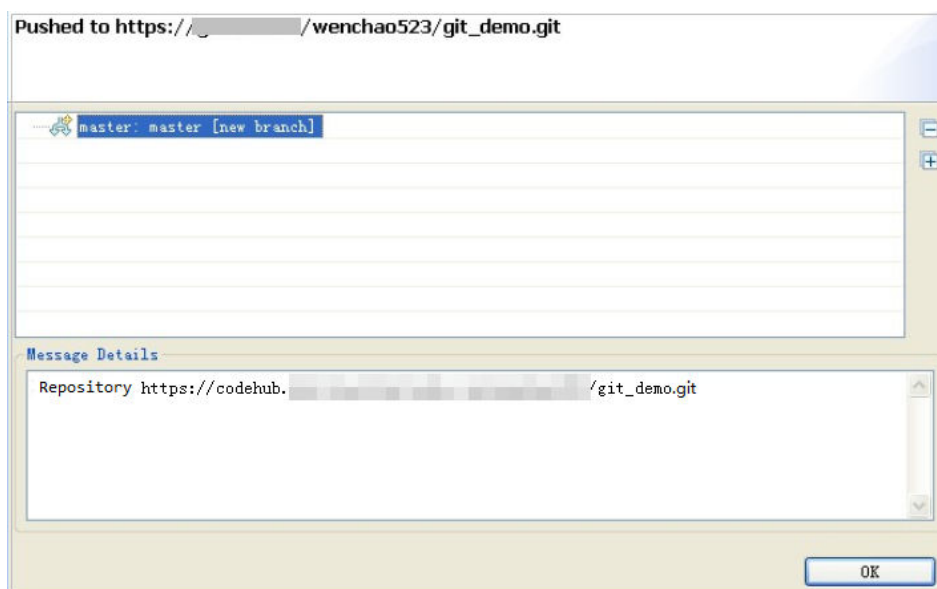 Pushed to https:// /wenchao523/git_demo.git
master: master [new branch]
Message Details
Repository https://codehub. /git_demo.git
OK